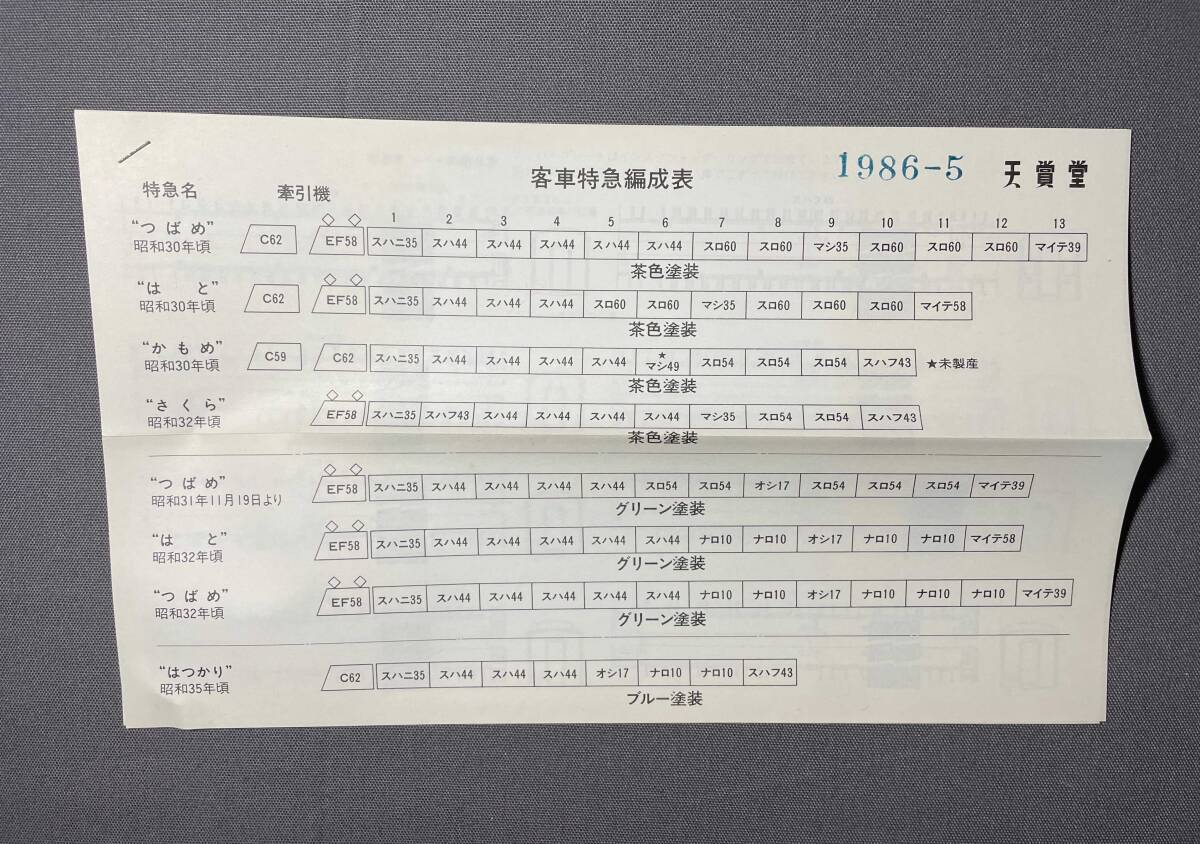 客車特急編成表 1986-5 天賞堂
特急名 牽引機
1 2 3 4 5 6 7 8 9 10 11 12 13
“つばめ” C62 EF58 スハニ35 スハ44 スハ44 スハ44 スハ44 スハ44 スロ60 スロ60 マシ35 スロ60 スロ60 スロ60 マイテ39
昭和30年頃
茶色塗装
“はと” C62 EF58 スハニ35 スハ44 スハ44 スハ44 スロ60 スロ60 マシ35 スロ60 スロ60 スロ60 マイテ58
昭和30年頃
茶色塗装
“かもめ” C59 C62 スハニ35 スハ44 スハ44 スハ44 スハ44 ★マシ49 スロ54 スロ54 スロ54 スハフ43 ★未製産
昭和30年頃
茶色塗装
“さくら” EF58 スハニ35 スハフ43 スハ44 スハ44 スハ44 スハ44 マシ35 スロ54 スロ54 スハフ43
昭和32年頃
茶色塗装
“つばめ” EF58 スハニ35 スハ44 スハ44 スハ44 スハ44 スロ54 スロ54 オシ17 スロ54 スロ54 スロ54 マイテ39
昭和31年11月19日より
グリーン塗装
“はと” EF58 スハニ35 スハ44 スハ44 スハ44 スハ44 スハ44 ナロ10 ナロ10 オシ17 ナロ10 ナロ10 マイテ58
昭和32年頃
グリーン塗装
“つばめ” EF58 スハニ35 スハ44 スハ44 スハ44 スハ44 スハ44 ナロ10 ナロ10 オシ17 ナロ10 ナロ10 ナロ10 マイテ39
昭和32年頃
グリーン塗装
“はつかり” C62 スハニ35 スハ44 スハ44 スハ44 オシ17 ナロ10 ナロ10 スハフ43
昭和35年頃
ブルー塗装